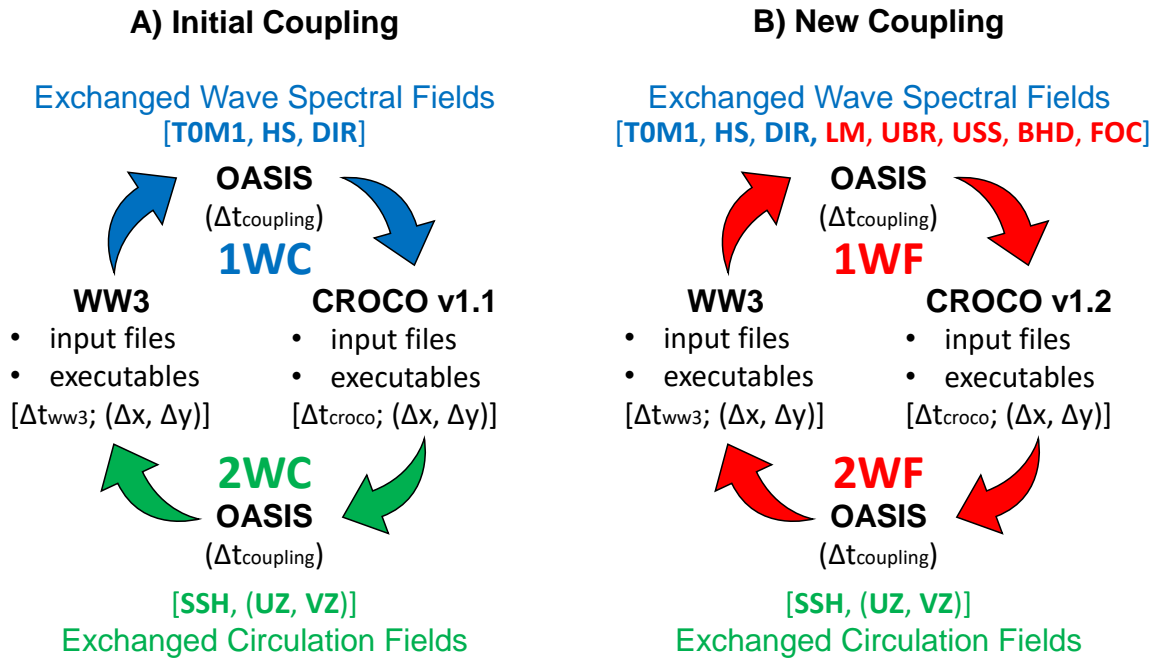 A) Initial Coupling
Exchanged Wave Spectral Fields
[T0M1, HS, DIR]
OASIS
(Δtcoupling)
1WC
WW3
• input files
• executables
[Δtww3; (Δx, Δy)]
CROCO v1.1
• input files
• executables
[Δtcroco; (Δx, Δy)]
2WC
OASIS
(Δtcoupling)
[SSH, (UZ, VZ)]
Exchanged Circulation Fields
B) New Coupling
Exchanged Wave Spectral Fields
[T0M1, HS, DIR, LM, UBR, USS, BHD, FOC]
OASIS
(Δtcoupling)
1WF
WW3
• input files
• executables
[Δtww3; (Δx, Δy)]
CROCO v1.2
• input files
• executables
[Δtcroco; (Δx, Δy)]
2WF
OASIS
(Δtcoupling)
[SSH, (UZ, VZ)]
Exchanged Circulation Fields